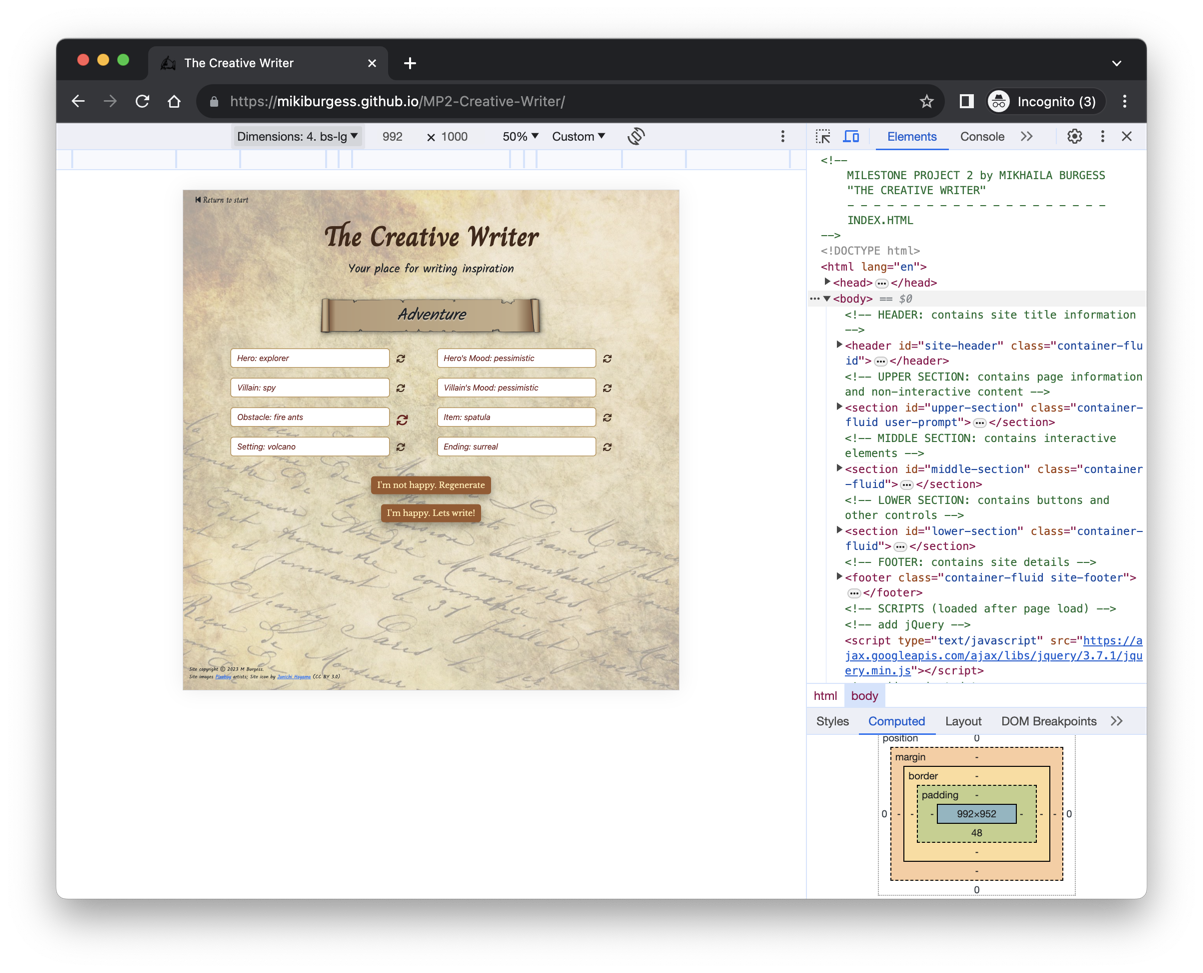 The Creative Writer
https://mikiburgess.github.io/MP2-Creative-Writer/
Incognito (3)
Dimensions: 4. bs-lg ▼ 992 × 1000 50% ▼ Custom ▼
Return to start
The Creative Writer
Your place for writing inspiration
Adventure
Hero: explorer
Hero's Mood: pessimistic
Villain: spy
Villain's Mood: pessimistic
Obstacle: fire ants
Item: spatula
Setting: volcano
Ending: surreal
I'm not happy. Regenerate
I'm happy. Lets write!
Site copyright © 2023 M Burgess.
Site images Pixabay artists; Site icon by (CC BY 3.0)
Elements Console
<!--
MILESTONE PROJECT 2 by MIKHAILA BURGESS
"THE CREATIVE WRITER"
- - - - - - - - - - - - - - - - - - - -
INDEX.HTML
-->
<!DOCTYPE html>
<html lang="en">
<head> ••• </head>
••• <body> == $0
<!-- HEADER: contains site title information
-->
<header id="site-header" class="container-flu
id"> ••• </header>
<!-- UPPER SECTION: contains page information
and non-interactive content -->
<section id="upper-section" class="container-
fluid user-prompt"> ••• </section>
<!-- MIDDLE SECTION: contains interactive
elements -->
<section id="middle-section" class="container
-fluid"> ••• </section>
<!-- LOWER SECTION: contains buttons and
other controls -->
<section id="lower-section" class="container-
fluid"> ••• </section>
<!-- FOOTER: contains site details -->
<footer class="container-fluid site-footer">
••• </footer>
<!-- SCRIPTS (loaded after page load) -->
<!-- add jQuery -->
<script type="text/javascript" src="https://a
jax.googleapis.com/ajax/libs/jquery/3.7.1/jqu
ery.min.js"></script>
html body
Styles Computed Layout DOM Breakpoints
position 0
margin -
border -
padding -
0 - - - 992×952 - - - 0
48
-
-
0